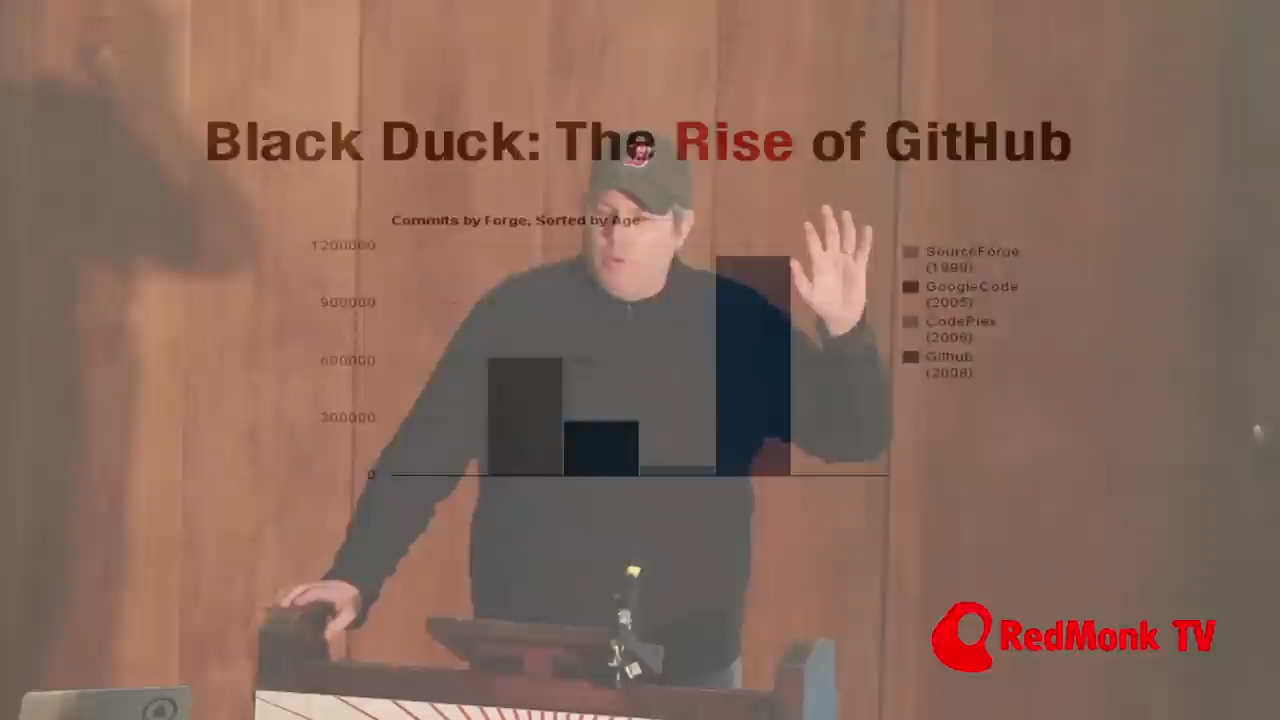 Black Duck: The Rise of GitHub
Commits by Forge, Sorted by Age
1200000
900000
600000
300000
0
SourceForge
(1999)
GoogleCode
(2005)
CodePlex
(2006)
Github
(2008)
RedMonk TV